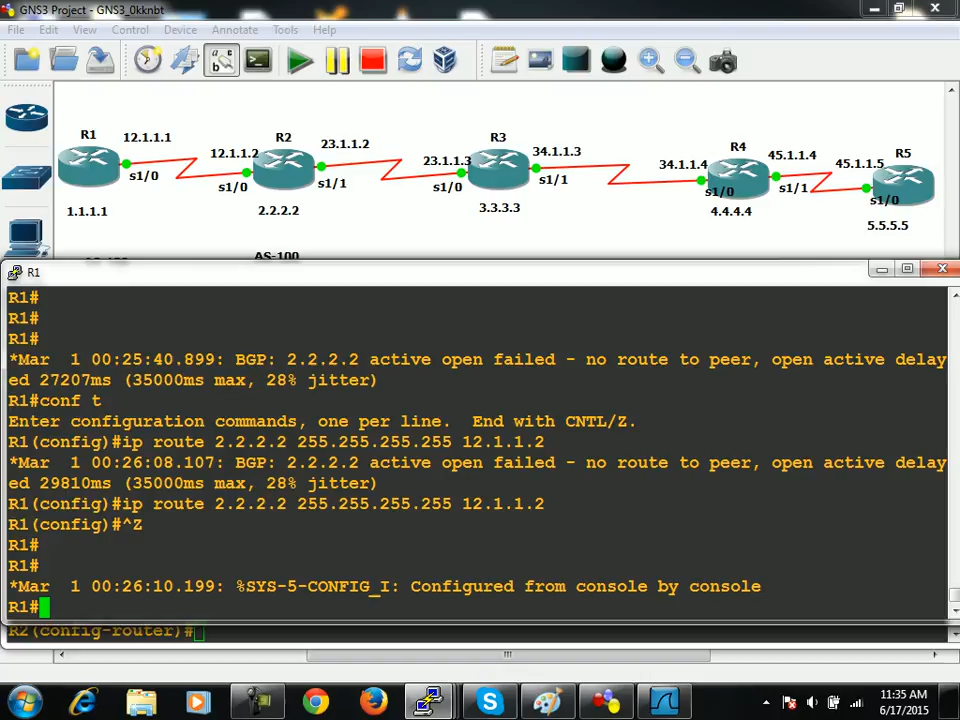 GNS3 Project - GNS3_0kknbt
File Edit View Control Device Annotate Tools Help
R1 12.1.1.1 s1/0 1.1.1.1
R2 12.1.1.2 23.1.1.2 s1/0 s1/1 2.2.2.2
R3 23.1.1.3 34.1.1.3 s1/0 s1/1 3.3.3.3
R4 34.1.1.4 45.1.1.4 s1/0 s1/1 4.4.4.4
R5 45.1.1.5 s1/0 5.5.5.5
AS-100
R1
R1#
R1#
R1#
*Mar  1 00:25:40.899: BGP: 2.2.2.2 active open failed - no route to peer, open active delay
ed 27207ms (35000ms max, 28% jitter)
R1#conf t
Enter configuration commands, one per line.  End with CNTL/Z.
R1(config)#ip route 2.2.2.2 255.255.255.255 12.1.1.2
*Mar  1 00:26:08.107: BGP: 2.2.2.2 active open failed - no route to peer, open active delay
ed 29810ms (35000ms max, 28% jitter)
R1(config)#ip route 2.2.2.2 255.255.255.255 12.1.1.2
R1(config)#^Z
R1#
R1#
*Mar  1 00:26:10.199: %SYS-5-CONFIG_I: Configured from console by console
R1#
R2(config-router)#
11:35 AM
6/17/2015